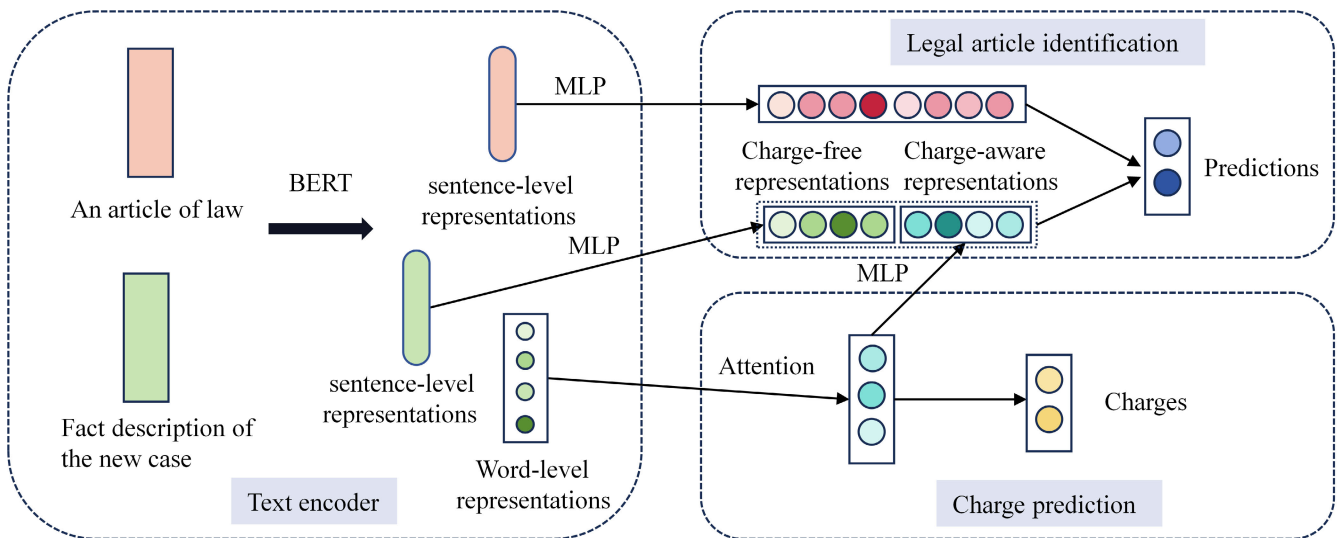 An article of law
BERT
Fact description of
the new case
sentence-level
representations
sentence-level
representations
Word-level
representations
Text encoder
MLP
MLP
Legal article identification
Charge-free
representations
Charge-aware
representations
Predictions
MLP
Attention
Charges
Charge prediction